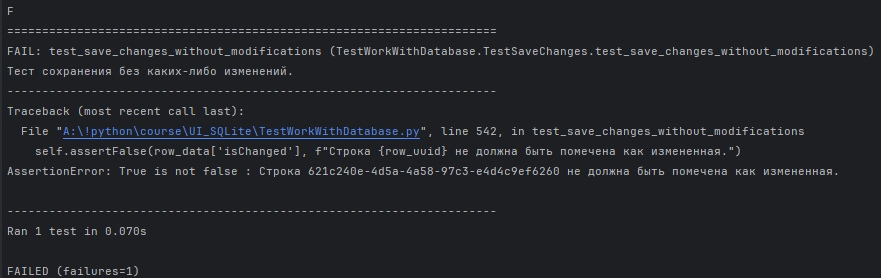 F
======================================================================
FAIL: test_save_changes_without_modifications (TestWorkWithDatabase.TestSaveChanges.test_save_changes_without_modifications)
Тест сохранения без каких-либо изменений.
----------------------------------------------------------------------
Traceback (most recent call last):
  File "A:\!python\course\UI_SQLite\TestWorkWithDatabase.py", line 542, in test_save_changes_without_modifications
    self.assertFalse(row_data['isChanged'], f"Строка {row_uuid} не должна быть помечена как измененная.")
AssertionError: True is not false : Строка 621c240e-4d5a-4a58-97c3-e4d4c9ef6260 не должна быть помечена как измененная.
----------------------------------------------------------------------
Ran 1 test in 0.070s
FAILED (failures=1)